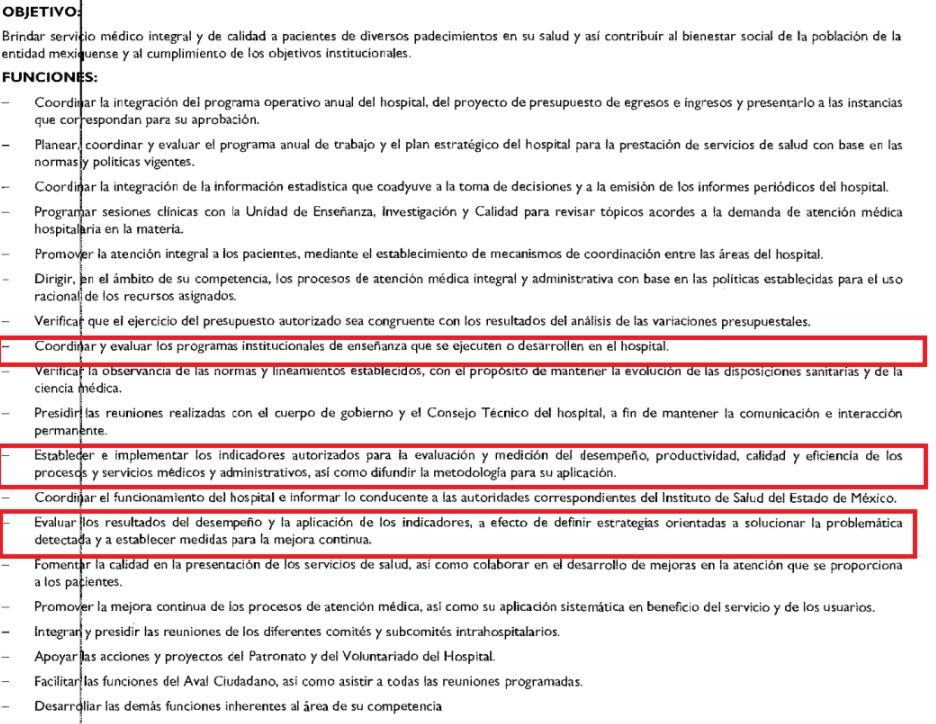 OBJETIVO:
Brindar servicio médico integral y de calidad a pacientes de diversos padecimientos en su salud y así contribuir al bienestar social de la población de la
entidad mexiquense y al cumplimiento de los objetivos institucionales.
FUNCIONES:
– Coordinar la integración del programa operativo anual del hospital, del proyecto de presupuesto de egresos e ingresos y presentarlo a las instancias
que correspondan para su aprobación.
– Planear, coordinar y evaluar el programa anual de trabajo y el plan estratégico del hospital para la prestación de servicios de salud con base en las
normas y políticas vigentes.
– Coordinar la integración de la información estadística que coadyuve a la toma de decisiones y a la emisión de los informes periódicos del hospital.
– Programar sesiones clínicas con la Unidad de Enseñanza, Investigación y Calidad para revisar tópicos acordes a la demanda de atención médica
hospitalaria en la materia.
– Promover la atención integral a los pacientes, mediante el establecimiento de mecanismos de coordinación entre las áreas del hospital.
– Dirigir, en el ámbito de su competencia, los procesos de atención médica integral y administrativa con base en las políticas establecidas para el uso
racional de los recursos asignados.
– Verificar que el ejercicio del presupuesto autorizado sea congruente con los resultados del análisis de las variaciones presupuestales.
– Coordinar y evaluar los programas institucionales de enseñanza que se ejecuten o desarrollen en el hospital.
– Verificar la observancia de las normas y lineamientos establecidos, con el propósito de mantener la evolución de las disposiciones sanitarias y de la
ciencia médica.
– Presidir las reuniones realizadas con el cuerpo de gobierno y el Consejo Técnico del hospital, a fin de mantener la comunicación e interacción
permanente.
– Establecer e implementar los indicadores autorizados para la evaluación y medición del desempeño, productividad, calidad y eficiencia de los
procesos y servicios médicos y administrativos, así como difundir la metodología para su aplicación.
– Coordinar el funcionamiento del hospital e informar lo conducente a las autoridades correspondientes del Instituto de Salud del Estado de México.
– Evaluar los resultados del desempeño y la aplicación de los indicadores, a efecto de definir estrategias orientadas a solucionar la problemática
detectada y a establecer medidas para la mejora continua.
– Fomentar la calidad en la presentación de los servicios de salud, así como colaborar en el desarrollo de mejoras en la atención que se proporciona
a los pacientes.
– Promover la mejora continua de los procesos de atención médica, así como su aplicación sistemática en beneficio del servicio y de los usuarios.
– Integrar y presidir las reuniones de los diferentes comités y subcomités intrahospitalarios.
– Apoyar las acciones y proyectos del Patronato y del Voluntariado del Hospital.
– Facilitar las funciones del Aval Ciudadano, así como asistir a todas las reuniones programadas.
– Desarrollar las demás funciones inherentes al área de su competencia